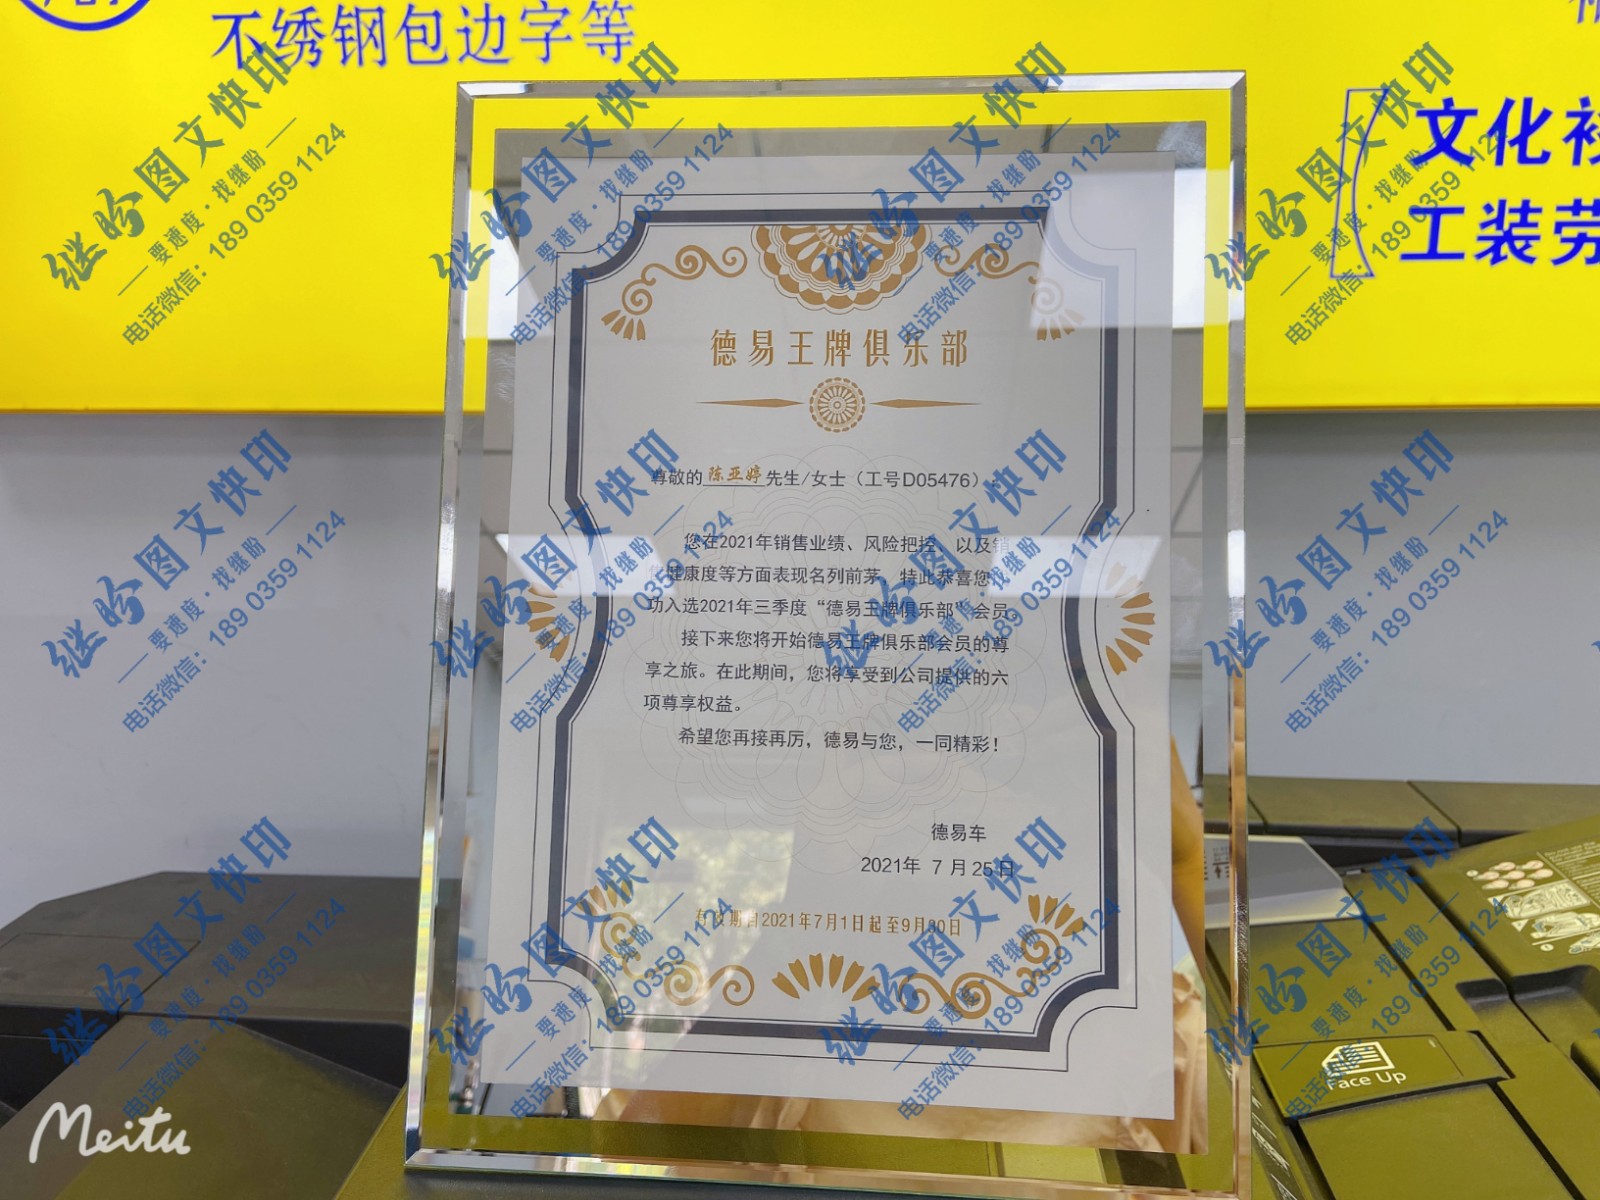 不绣钢包边字等
文化衫
工装劳
德易王牌俱乐部
尊敬的陈亚婷先生/女士（工号D05476）：
您在2021年销售业绩、风险把控、以及销
售健康度等方面表现名列前茅，特此恭喜您
功入选2021年三季度“德易王牌俱乐部”会员
接下来您将开始德易王牌俱乐部会员的尊
享之旅。在此期间，您将享受到公司提供的六
项尊享权益。
希望您再接再厉，德易与您，一同精彩！
德易车
2021年 7 月 25日
有效期自2021年7月1日起至9月30日
Face Up
Meitu
继盼图文快印
要速度·找继盼
电话微信：189 0359 1124